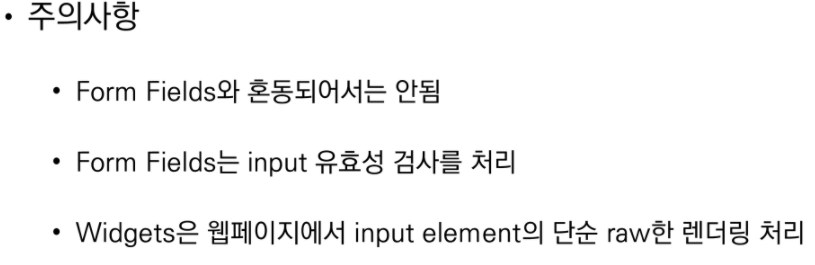 • 주의사항
• Form Fields와 혼동되어서는 안됨
• Form Fields는 input 유효성 검사를 처리
• Widgets은 웹페이지에서 input element의 단순 raw한 렌더링 처리